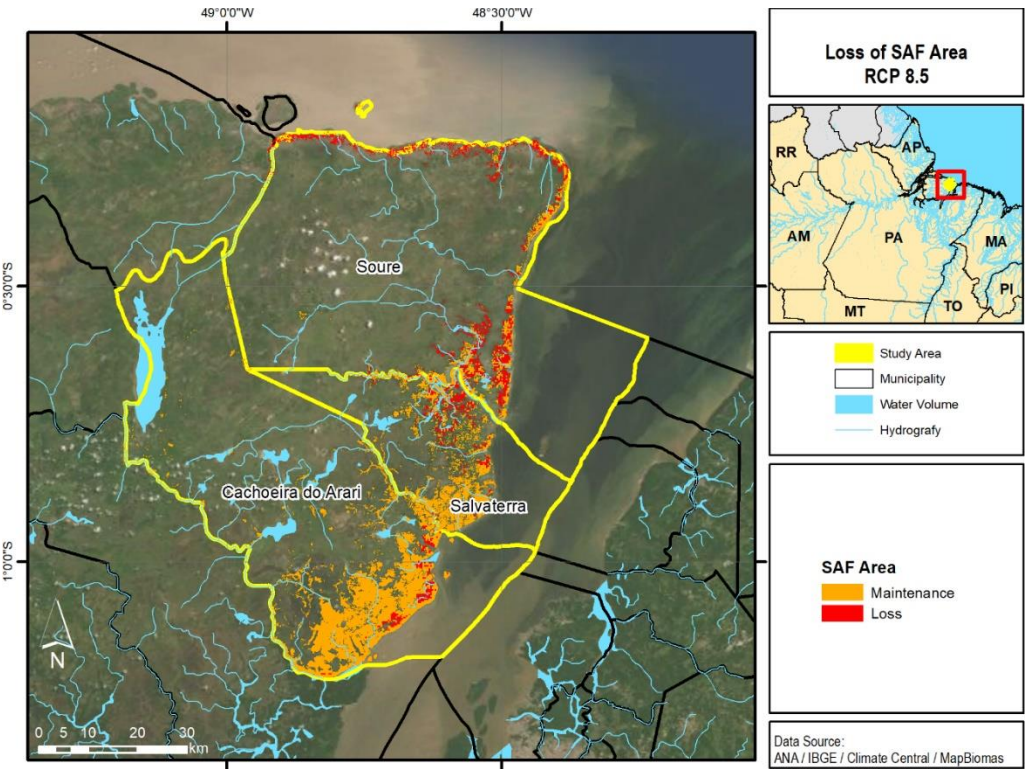 49°0'0"W
48°30'0"W
0°30'0"S
1°0'0"S
Soure
Cachoeira do Arari
Salvaterra
N
0 5 10 20 30
km
Loss of SAF Area
RCP 8.5
RR
AP
AM
PA
MA
PI
MT
TO
Study Area
Municipality
Water Volume
Hydrografy
SAF Area
Maintenance
Loss
Data Source:
ANA / IBGE / Climate Central / MapBiomas